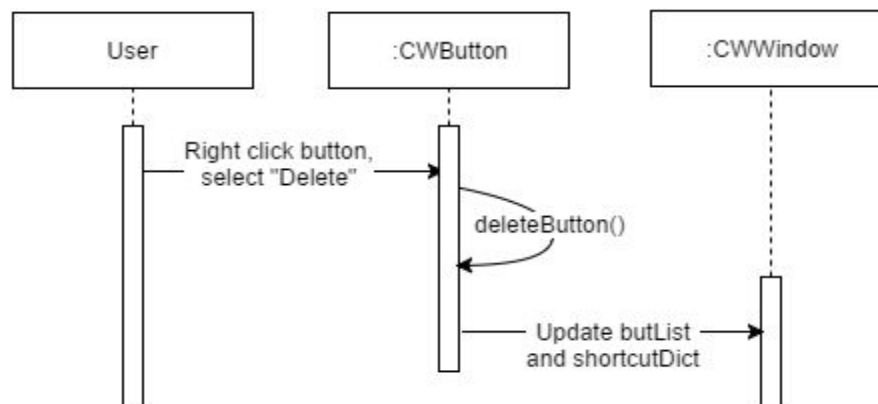 User
:CWButton
:CWWindow
Right click button,
select "Delete"
deleteButton()
Update butList
and shortcutDict